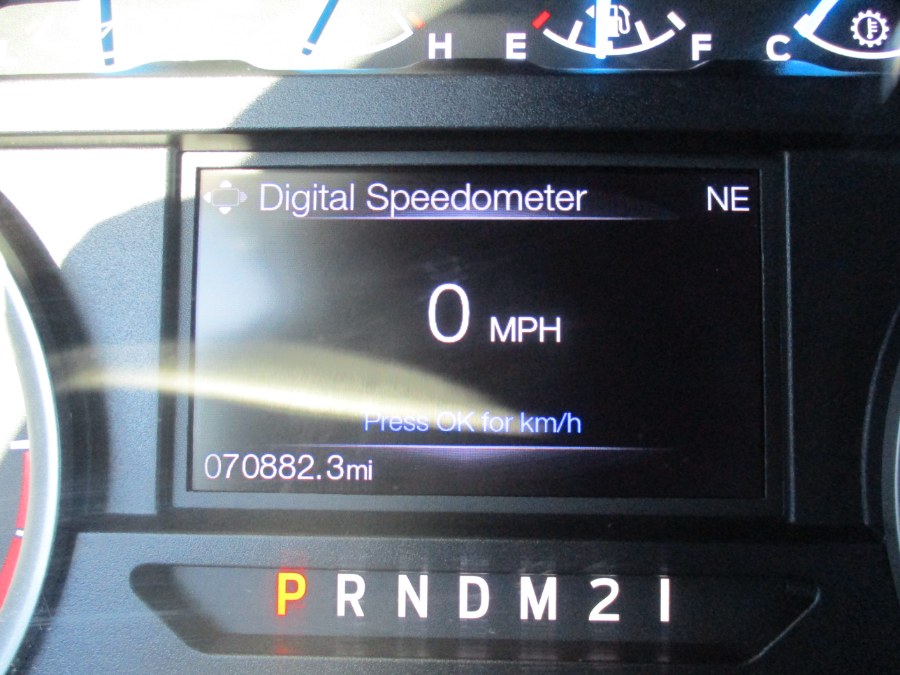 H E F C
Digital Speedometer NE
0 MPH
Press OK for km/h
070882.3mi
P R N D M 2 1